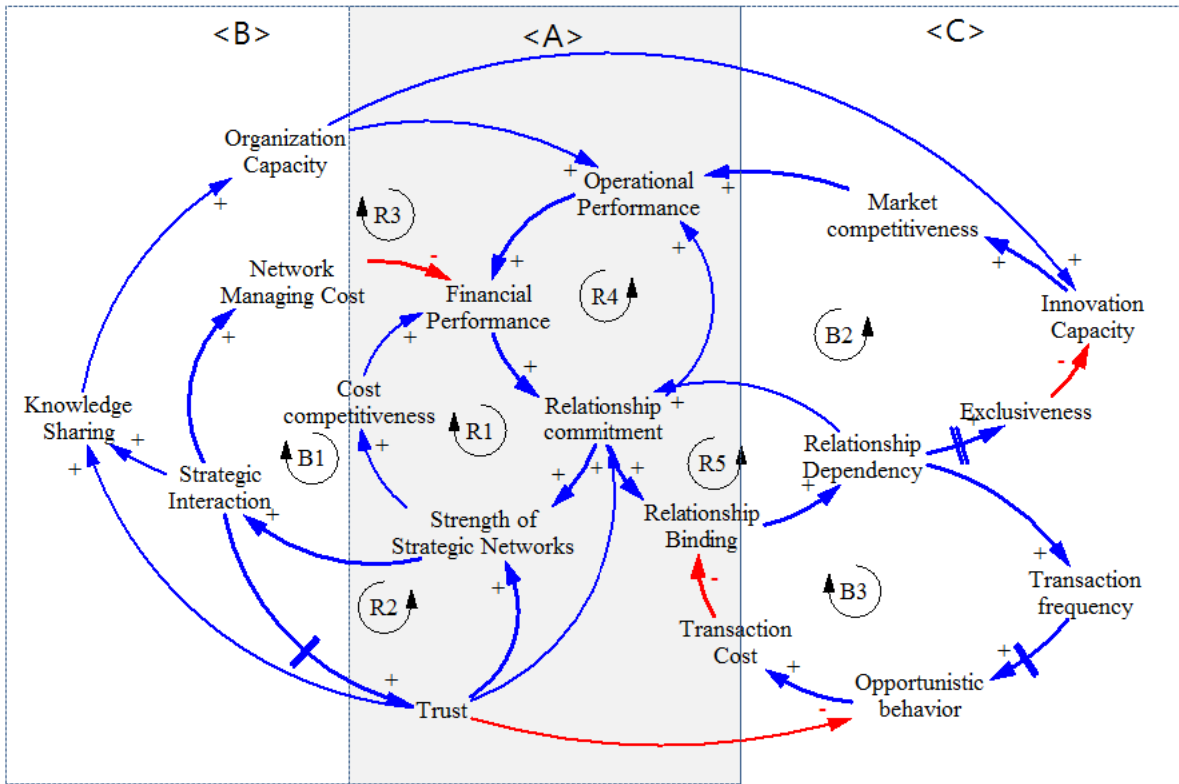 <B>
<A>
<C>
Organization
Capacity
+
+
Operational
Performance
+
Market
competitiveness
+
+
R3
Network
Managing Cost
-
+
Financial
Performance
+
R4
+
Innovation
Capacity
B2
-
+
+
Cost
competitiveness
+
R1
Relationship
commitment
+
Exclusiveness
+
Knowledge
Sharing
+
+
B1
Strategic
Interaction
+
+
+
+
R5
Relationship
Dependency
+
Strength of
Strategic Networks
Relationship
Binding
+
-
+
Transaction
frequency
R2
B3
Transaction
Cost
+
+
+
Trust
Opportunistic
behavior
-